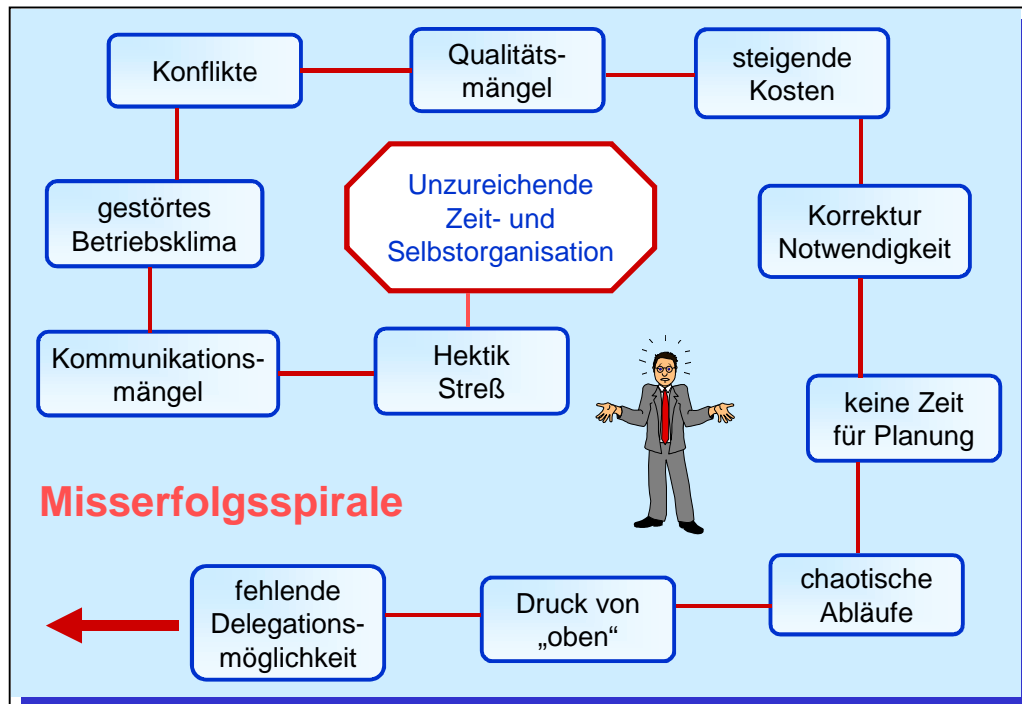 Konflikte
Qualitäts-
mängel
steigende
Kosten
Unzureichende
Zeit- und
Selbstorganisation
gestörtes
Betriebsklima
Korrektur
Notwendigkeit
Kommunikations-
mängel
Hektik
Streß
keine Zeit
für Planung
Misserfolgsspirale
fehlende
Delegations-
möglichkeit
Druck von
„oben“
chaotische
Abläufe